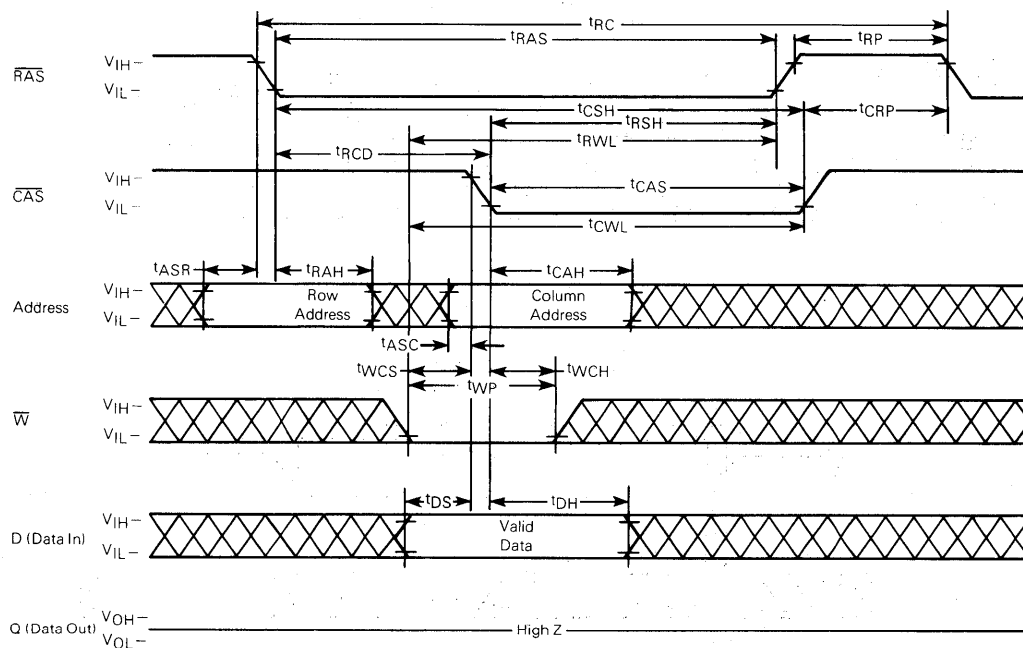 tRC
tRAS
tRP
RAS
VIH
VIL
tCSH
tCRP
tRSH
tRWL
tRCD
CAS
VIH
VIL
tCAS
tCWL
tASR
tRAH
tCAH
Address
VIH
VIL
Row
Address
Column
Address
tASC
tWCS
tWCH
tWP
W
VIH
VIL
tDS
tDH
D (Data In)
VIH
VIL
Valid
Data
Q (Data Out)
VOH
VOL
High Z